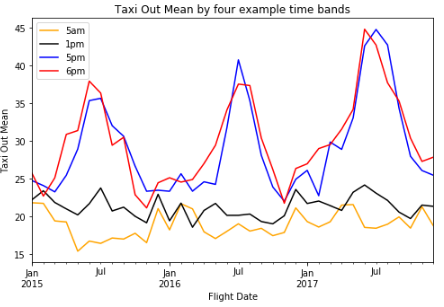 Taxi Out Mean by four example time bands
5am
1pm
5pm
6pm
Taxi Out Mean
45
40
35
30
25
20
15
Jan
2015
Jul
Jan
2016
Jul
Jan
2017
Jul
Flight Date